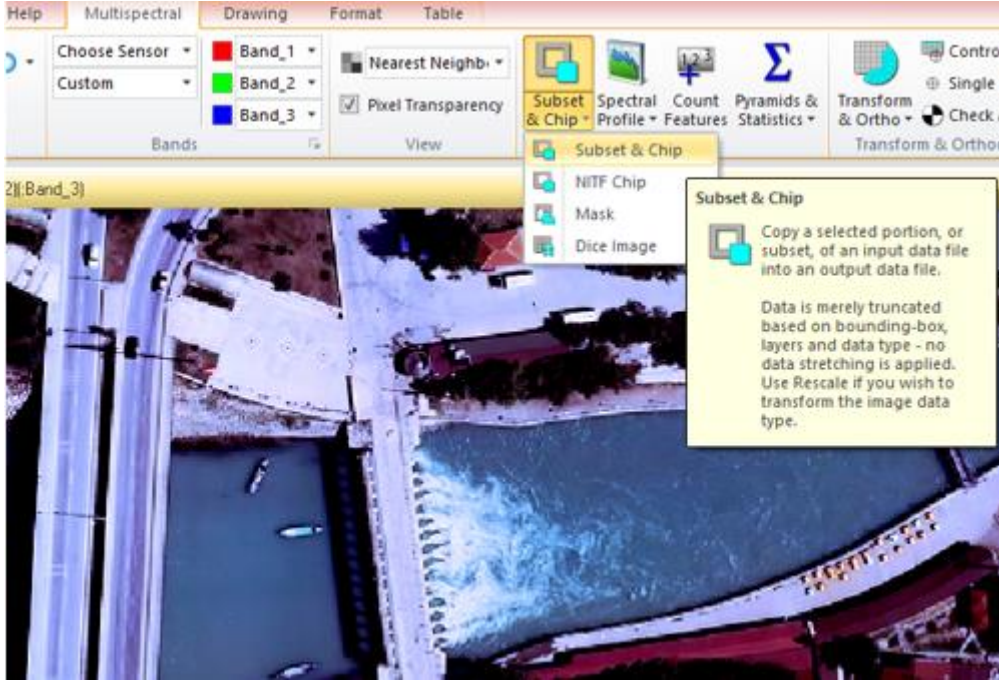 Help Multispectral Drawing Format Table
Choose Sensor
Custom
Band_1
Band_2
Band_3
Bands
Nearest Neighb
Pixel Transparency
View
Subset
& Chip
Spectral
Profile
Count
Features
Pyramids &
Statistics
Transform
& Ortho
Contro
Single
Check
Transform & Ortho
Subset & Chip
NITF Chip
Mask
Dice Image
2)(:Band_3)
Subset & Chip
Copy a selected portion, or
subset, of an input data file
into an output data file.
Data is merely truncated
based on bounding-box,
layers and data type - no
data stretching is applied.
Use Rescale if you wish to
transform the image data
type.